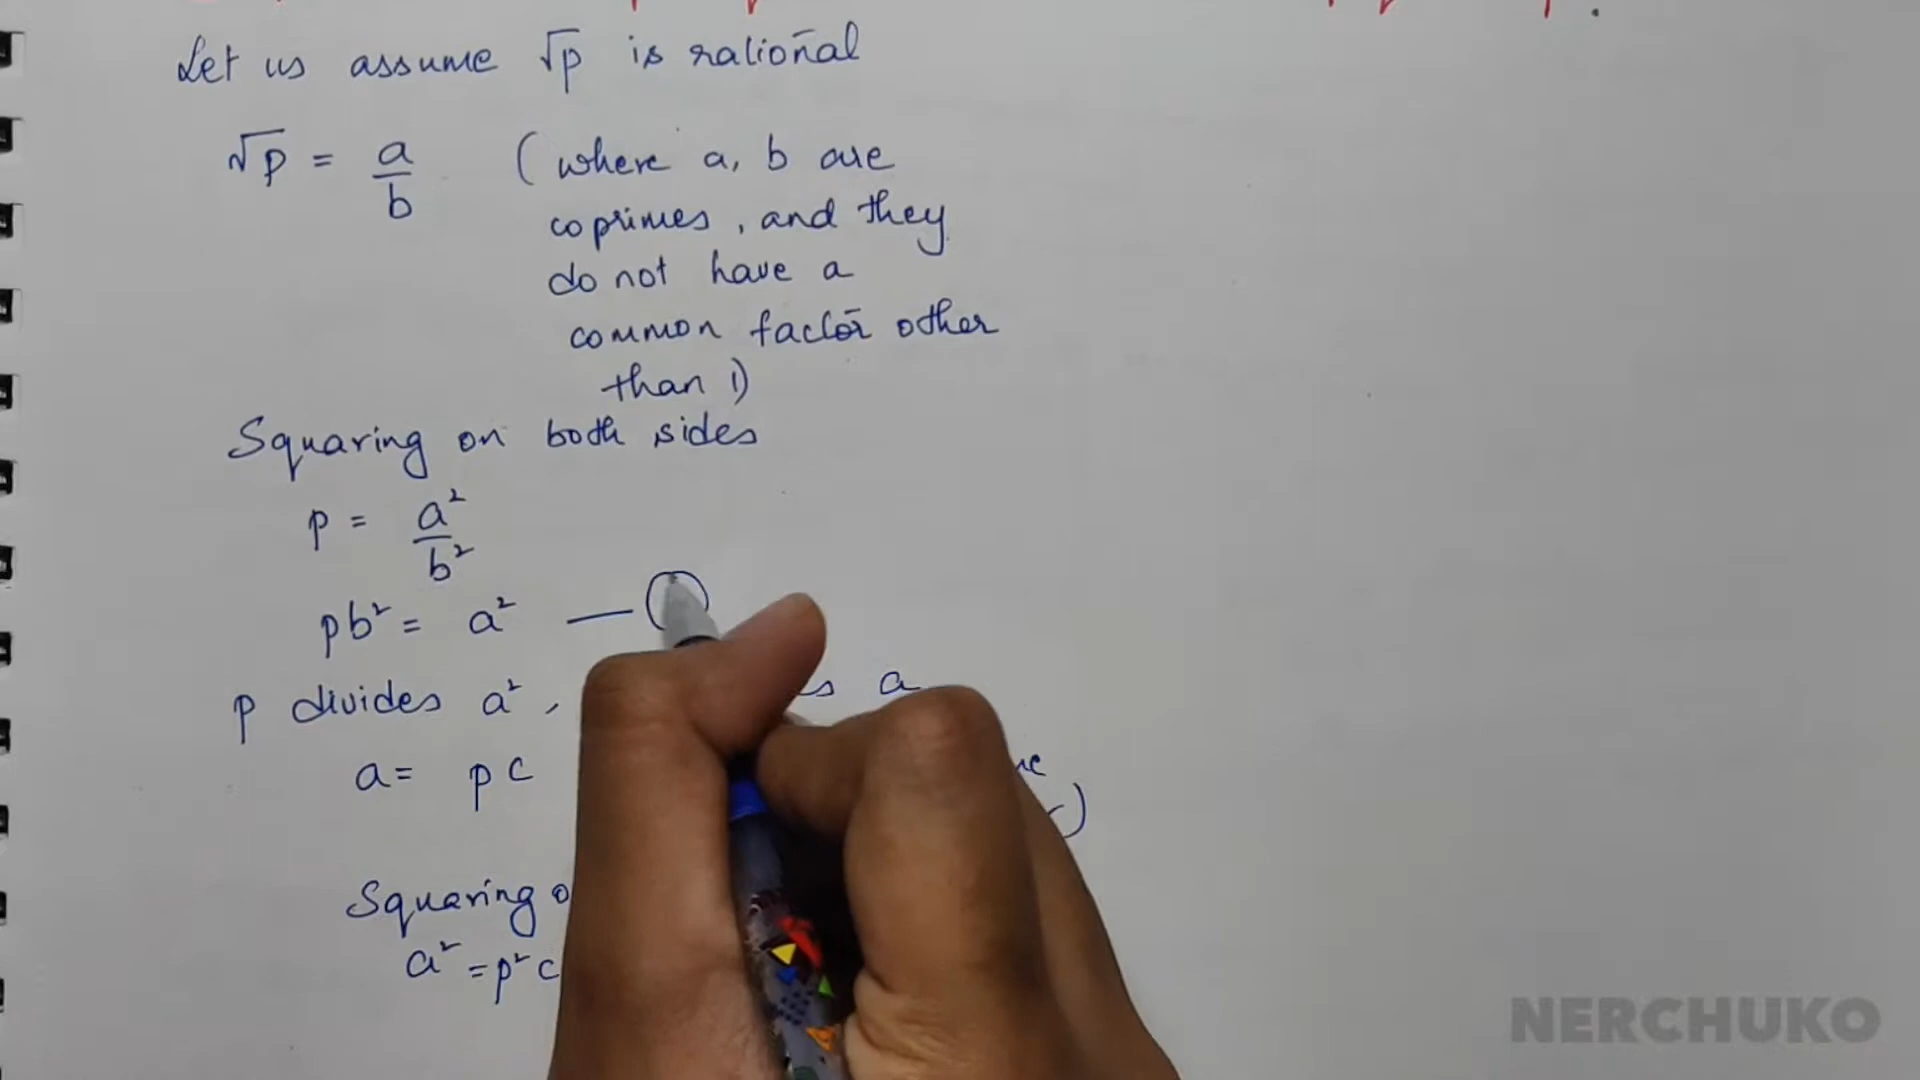 Let us assume √p is rational
√p = a/b (where a, b are
coprimes, and they
do not have a
common factor other
than 1)
Squaring on both sides
p = a²/b²
pb² = a² —
p divides a², a
a = pc
)
Squaring
a² = p²c
NERCHUKO